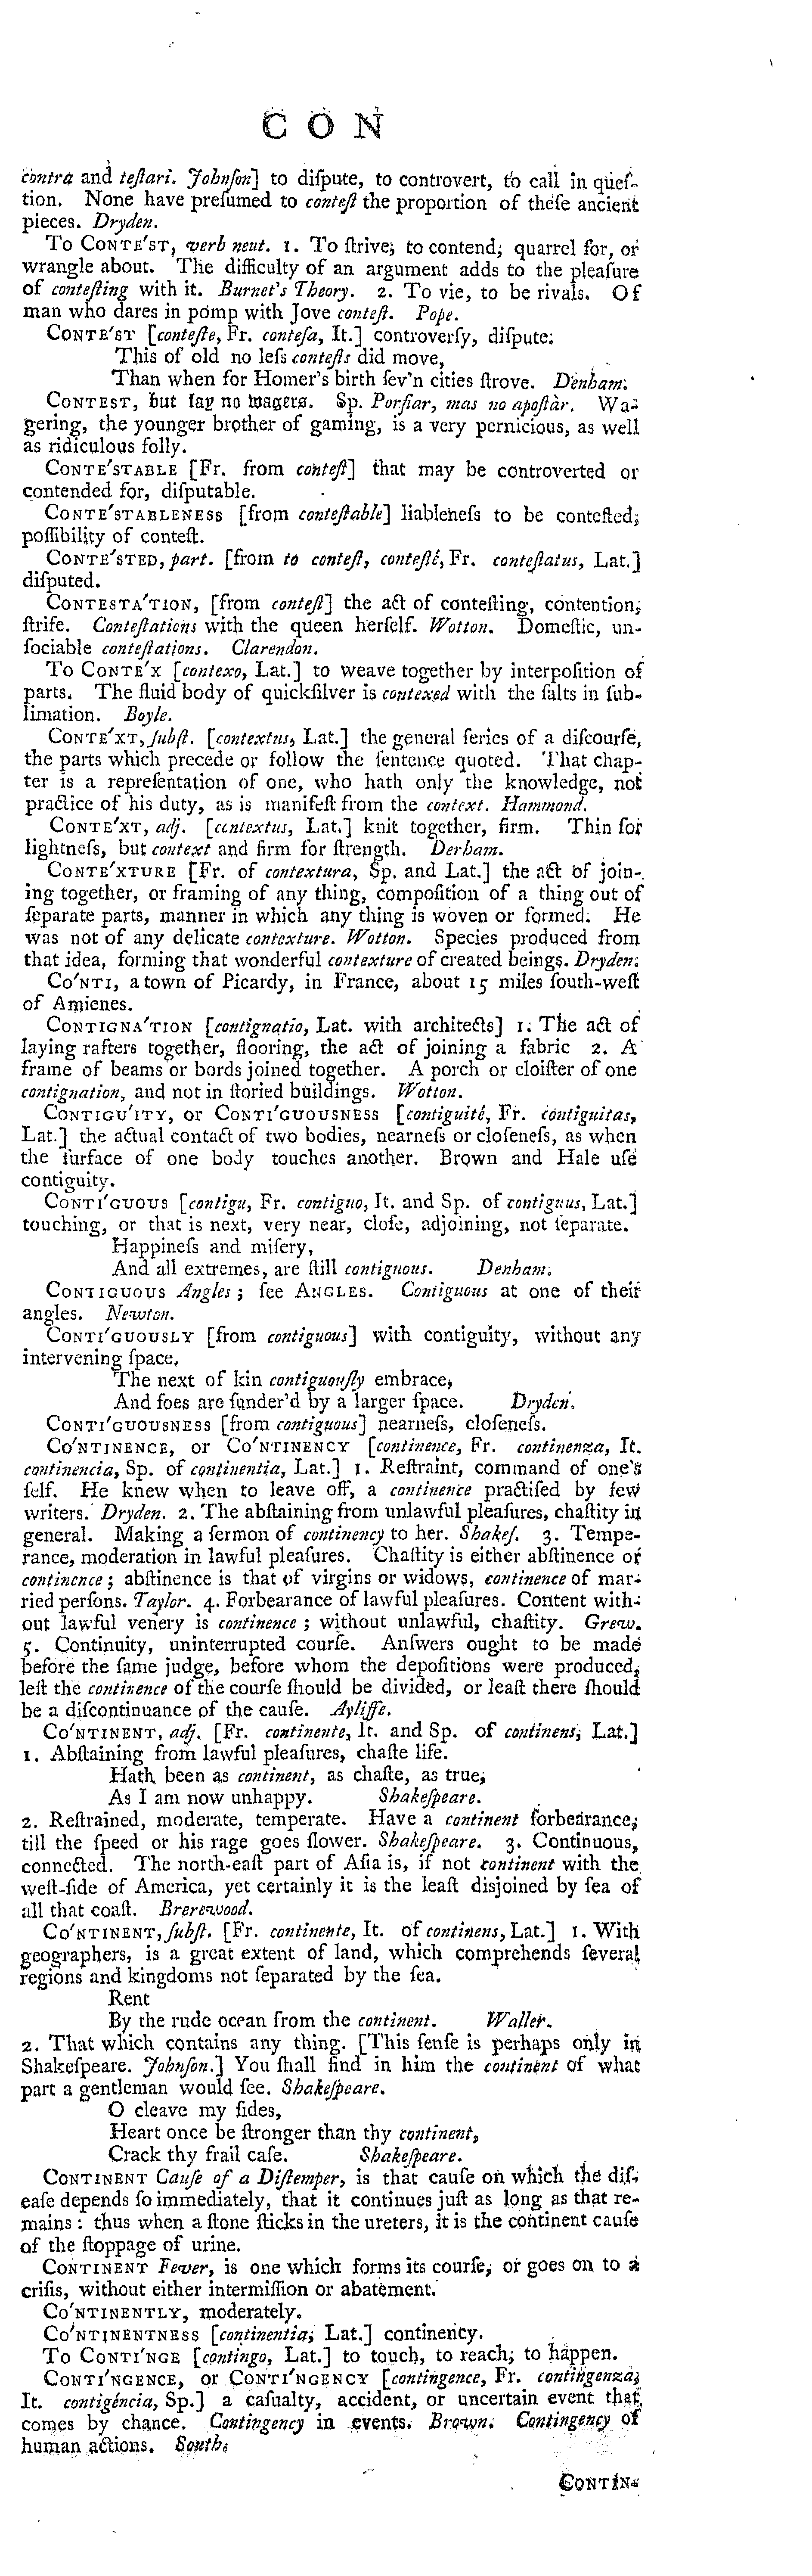 CON
contra and teſtari. Johnſon] to diſpute, to controvert, to call in queſ-
tion. None have preſumed to conteſt the proportion of theſe ancient
pieces. Dryden.
To CONTE'ST, verb neut. 1. To ſtrive, to contend; quarrel for, or
wrangle about. The difficulty of an argument adds to the pleaſure
of conteſting with it. Burnet's Theory. 2. To vie, to be rivals. Of
man who dares in pomp with Jove conteſt. Pope.
CONTE'ST [conteſte, Fr. conteſa, It.] controverſy, diſpute.
This of old no leſs conteſts did move,
Than when for Homer's birth ſev'n cities ſtrove. Denham.
CONTEST, but lay no wagers. Sp. Porfiar, mas no apoſtàr. Wa-
gering, the younger brother of gaming, is a very pernicious, as well
as ridiculous folly.
CONTE'STABLE [Fr. from conteſt] that may be controverted or
contended for, diſputable.
CONTE'STABLENESS [from conteſtable] liableneſs to be conteſted;
poſſibility of conteſt.
CONTE'STED, part. [from to conteſt, conteſté, Fr. conteſtatus, Lat.]
diſputed.
CONTESTA'TION, [from conteſt] the act of conteſting, contention,
ſtrife. Conteſtations with the queen herſelf. Wotton. Domeſtic, un-
ſociable conteſtations. Clarendon.
To CONTE'X [contexo, Lat.] to weave together by interpoſition of
parts. The fluid body of quickſilver is contexed with the ſalts in ſub-
limation. Boyle.
CONTE'XT, ſubſt. [contextus, Lat.] the general ſeries of a diſcourſe,
the parts which precede or follow the ſentence quoted. That chap-
ter is a repreſentation of one, who hath only the knowledge, not
practice of his duty, as is manifeſt from the context. Hammond.
CONTE'XT, adj. [contextus, Lat.] knit together, firm. Thin for
lightneſs, but context and firm for ſtrength. Derham.
CONTE'XTURE [Fr. of contextura, Sp. and Lat.] the act of join-
ing together, or framing of any thing, compoſition of a thing out of
ſeparate parts, manner in which any thing is woven or formed. He
was not of any delicate contexture. Wotton. Species produced from
that idea, forming that wonderful contexture of created beings. Dryden.
CO'NTI, a town of Picardy, in France, about 15 miles ſouth-weſt
of Amienes.
CONTIGNA'TION [contignatio, Lat. with architects] 1. The act of
laying rafters together, flooring, the act of joining a fabric 2. A
frame of beams or bords joined together. A porch or cloiſter of one
contignation, and not in ſtoried buildings. Wotton.
CONTIGU'ITY, or CONTI'GUOUSNESS [contiguité, Fr. contiguitas,
Lat.] the actual contact of two bodies, nearneſs or cloſeneſs, as when
the ſurface of one body touches another. Brown and Hale uſe
contiguity.
CONTI'GUOUS [contigu, Fr. contiguo, It. and Sp. of contiguus, Lat.]
touching, or that is next, very near, cloſe, adjoining, not ſeparate.
Happineſs and miſery,
And all extremes, are ſtill contiguous. Denham.
CONTIGUOUS Angles; ſee ANGLES. Contiguous at one of their
angles. Newton.
CONTI'GUOUSLY [from contiguous] with contiguity, without any
intervening ſpace.
The next of kin contiguouſly embrace,
And foes are ſunder'd by a larger ſpace. Dryden.
CONTI'GUOUSNESS [from contiguous] nearneſs, cloſeneſs.
CO'NTINENCE, or CO'NTINENCY [continence, Fr. continenza, It.
continencia, Sp. of continentia, Lat.] 1. Reſtraint, command of one's
ſelf. He knew when to leave off, a continence practiſed by few
writers. Dryden. 2. The abſtaining from unlawful pleaſures, chaſtity in
general. Making a ſermon of continency to her. Shakeſ. 3. Tempe-
rance, moderation in lawful pleaſures. Chaſtity is either abſtinence or
continence; abſtinence is that of virgins or widows, continence of mar-
ried perſons. Taylor. 4. Forbearance of lawful pleaſures. Content with-
out lawful venery is continence; without unlawful, chaſtity. Grew.
5. Continuity, uninterrupted courſe. Anſwers ought to be made
before the ſame judge, before whom the depoſitions were produced,
leſt the continence of the courſe ſhould be divided, or leaſt there ſhould
be a diſcontinuance of the cauſe. Ayliffe.
CO'NTINENT, adj. [Fr. continente, It. and Sp. of continens, Lat.]
1. Abſtaining from lawful pleaſures, chaſte life.
Hath been as continent, as chaſte, as true,
As I am now unhappy. Shakeſpeare.
2. Reſtrained, moderate, temperate. Have a continent forbearance,
till the ſpeed or his rage goes ſlower. Shakeſpeare. 3. Continuous,
connected. The north-eaſt part of Aſia is, if not continent with the
weſt-ſide of America, yet certainly it is the leaſt disjoined by ſea of
all that coaſt. Brerewood.
CO'NTINENT, ſubſt. [Fr. continente, It. of continens, Lat.] 1. With
geographers, is a great extent of land, which comprehends ſeveral
regions and kingdoms not ſeparated by the ſea.
Rent
By the rude ocean from the continent. Waller.
2. That which contains any thing. [This ſenſe is perhaps only in
Shakeſpeare. Johnſon.] You ſhall find in him the continent of what
part a gentleman would ſee. Shakeſpeare.
O cleave my ſides,
Heart once be ſtronger than thy continent,
Crack thy frail caſe. Shakeſpeare.
CONTINENT Cauſe of a Diſtemper, is that cauſe on which the diſ-
eaſe depends ſo immediately, that it continues juſt as long as that re-
mains: thus when a ſtone ſticks in the ureters, it is the continent cauſe
of the ſtoppage of urine.
CONTINENT Fever, is one which forms its courſe, or goes on to a
criſis, without either intermiſſion or abatement.
CO'NTINENTLY, moderately.
CO'NTINENTNESS [continentia, Lat.] continency.
To CONTI'NGE [contingo, Lat.] to touch, to reach; to happen.
CONTI'NGENCE, or CONTI'NGENCY [contingence, Fr. contingenza,
It. contigência, Sp.] a caſualty, accident, or uncertain event that
comes by chance. Contingency in events. Brown. Contingency of
human actions. South.
CONTIN-